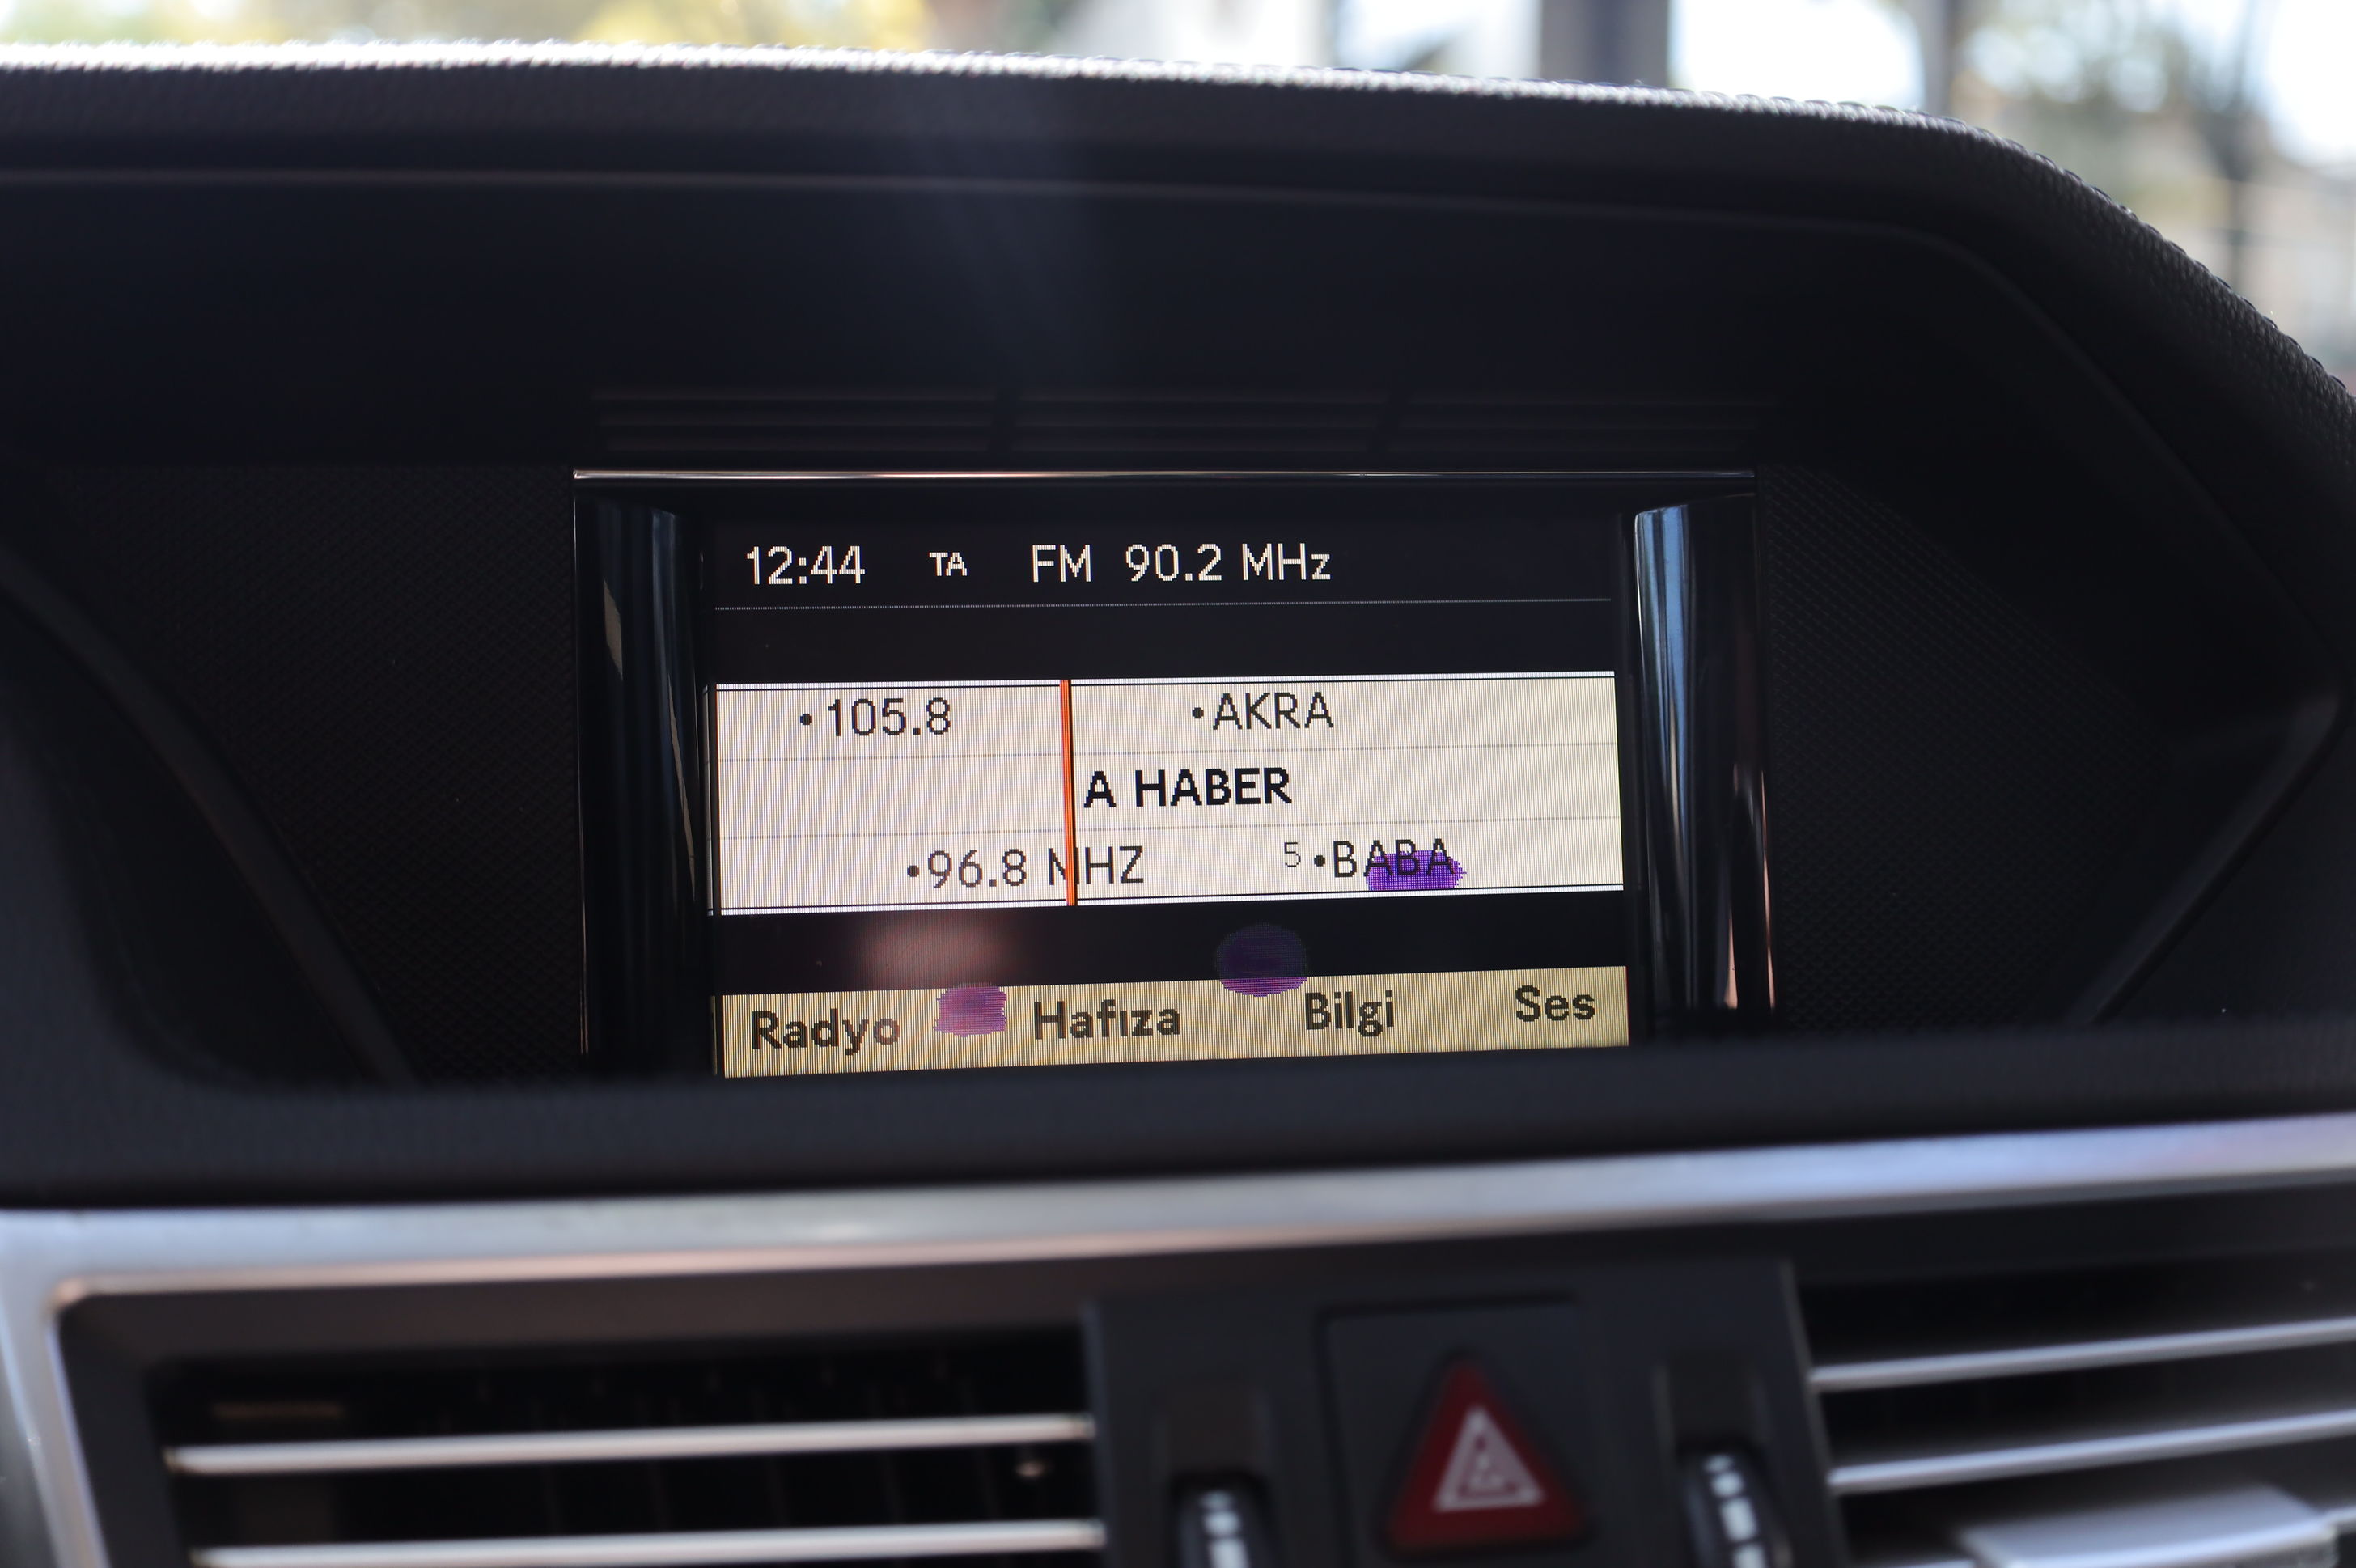 12:44 TA FM 90.2 MHz
•105.8 •AKRA
A HABER
•96.8 MHZ 5 •BABA
Radyo Hafıza Bilgi Ses